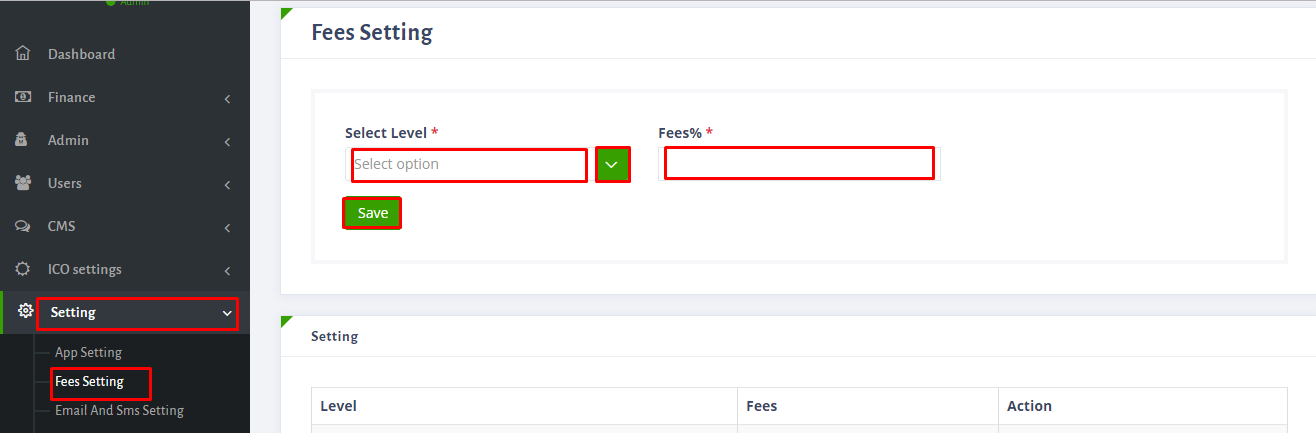 Admin
Dashboard
Finance
Admin
Users
CMS
ICO settings
Setting
App Setting
Fees Setting
Email And Sms Setting
Fees Setting
Select Level * Fees% *
Select option
Save
Setting
Level Fees Action